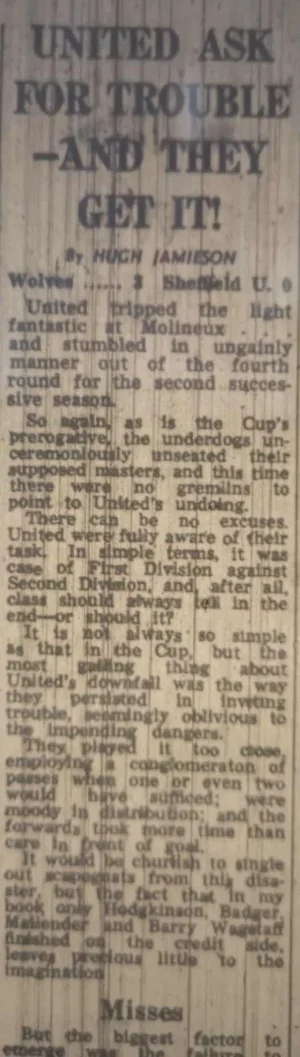 UNITED ASK
FOR TROUBLE
—AND THEY
GET IT!
By HUGH JAMIESON
Wolves ...... 3 Sheffield U. 0
United tripped the light
fantastic at Molineux . . .
and stumbled in ungainly
manner out of the fourth
round for the second succes-
sive season.
So again, as is the Cup's
prerogative, the underdogs un-
ceremoniously unseated their
supposed masters, and this time
there were no gremlins to
point to United's undoing.
There can be no excuses.
United were fully aware of their
task. In simple terms, it was
case of First Division against
Second Division, and, after all,
class should always tell in the
end—or should it?
It is not always so simple
as that in the Cup, but the
most galling thing about
United's downfall was the way
they persisted in inveting
trouble, seemingly oblivious to
the impending dangers.
They played it too close,
employing a conglomeraton of
passes when one or even two
would have sufficed; were
moody in distribution; and the
forwards took more time than
care in front of goal.
It would be churlish to single
out scapegoats from this disa-
ster, but the fact that in my
book only Hodgkinson, Badger,
Mallender and Barry Wagstaff
finished on the credit side,
leaves precious little to the
imagination
Misses
But the biggest factor to
emerge was the failure to